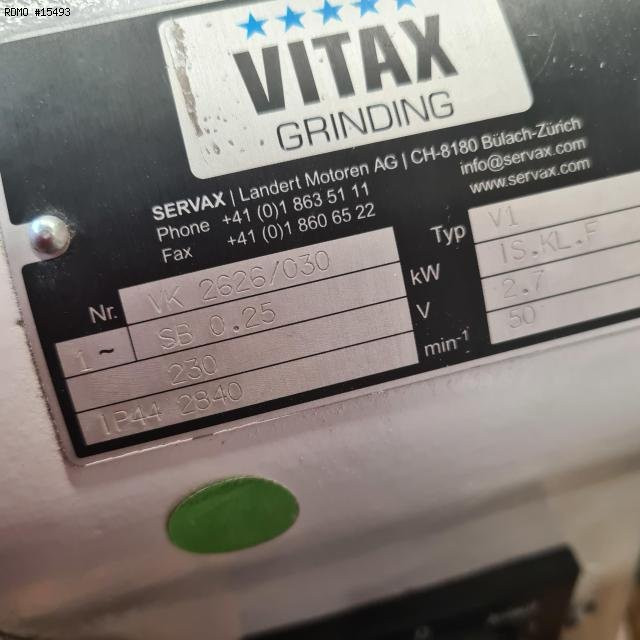 RDMO #15493
VITAX
GRINDING
SERVAX | Landert Motoren AG | CH-8180 Bülach-Zürich
Phone +41 (0)1 863 51 11 info@servax.com
Fax +41 (0)1 860 65 22 www.servax.com
Nr. VK 2626/030 Typ V1
1~ SB 0.25 kW IS.KL.F
230 V 2.7
IP44 2840 min-1 50